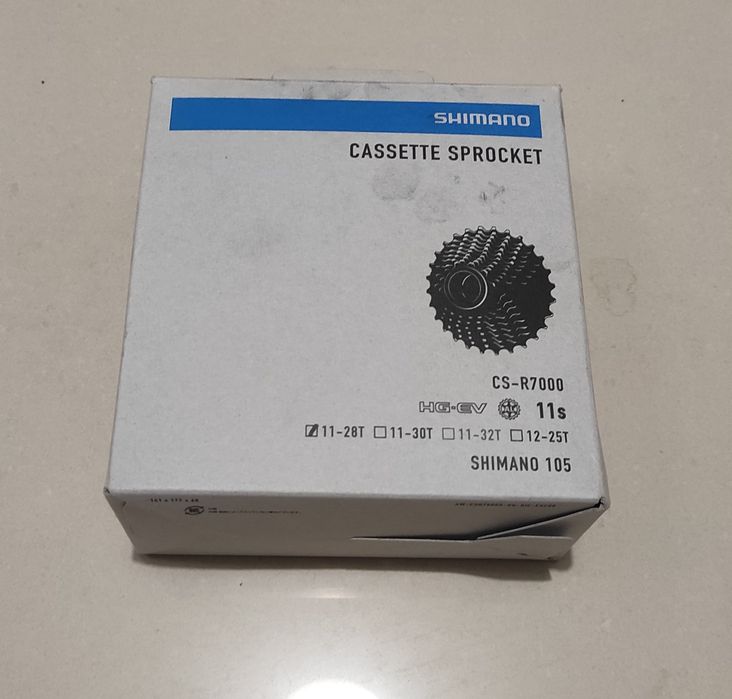 SHIMANO
CASSETTE SPROCKET
CS-R7000
HG-EV 11s
11-28T 11-30T 11-32T 12-25T
SHIMANO 105